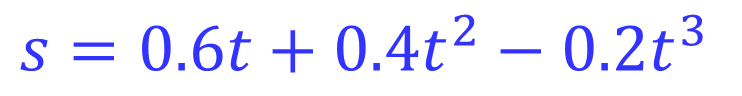 s = 0.6t + 0.4t² − 0.2t³